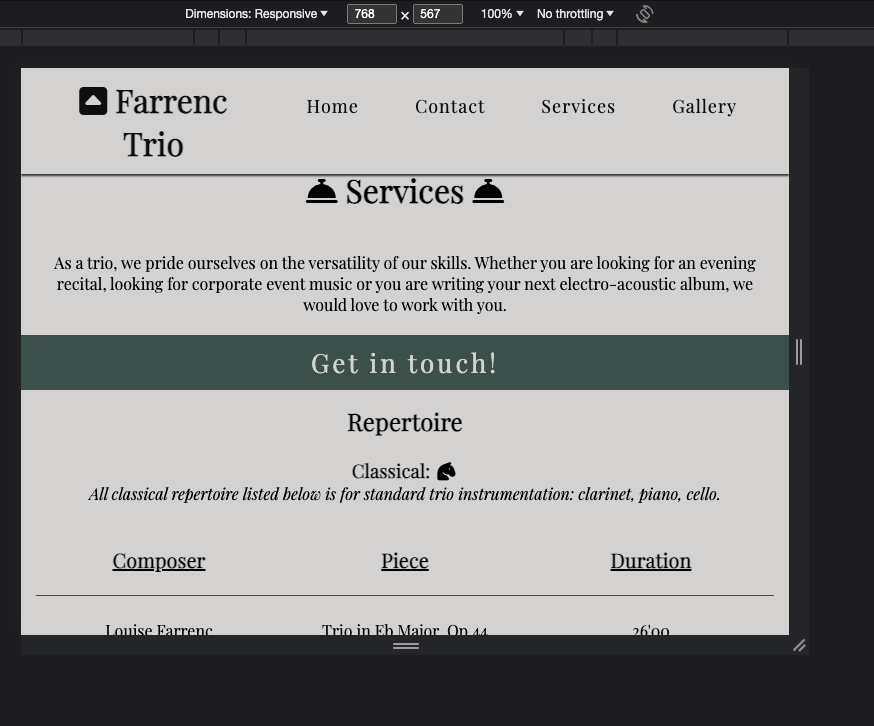 Dimensions: Responsive 768 × 567 100% No throttling
Farrenc
Trio
Home Contact Services Gallery
Services
As a trio, we pride ourselves on the versatility of our skills. Whether you are looking for an evening
recital, looking for corporate event music or you are writing your next electro-acoustic album, we
would love to work with you.
Get in touch!
Repertoire
Classical:
All classical repertoire listed below is for standard trio instrumentation: clarinet, piano, cello.
Composer Piece Duration
Louise Farrenc Trio in Eb Major, Op 44 26'00